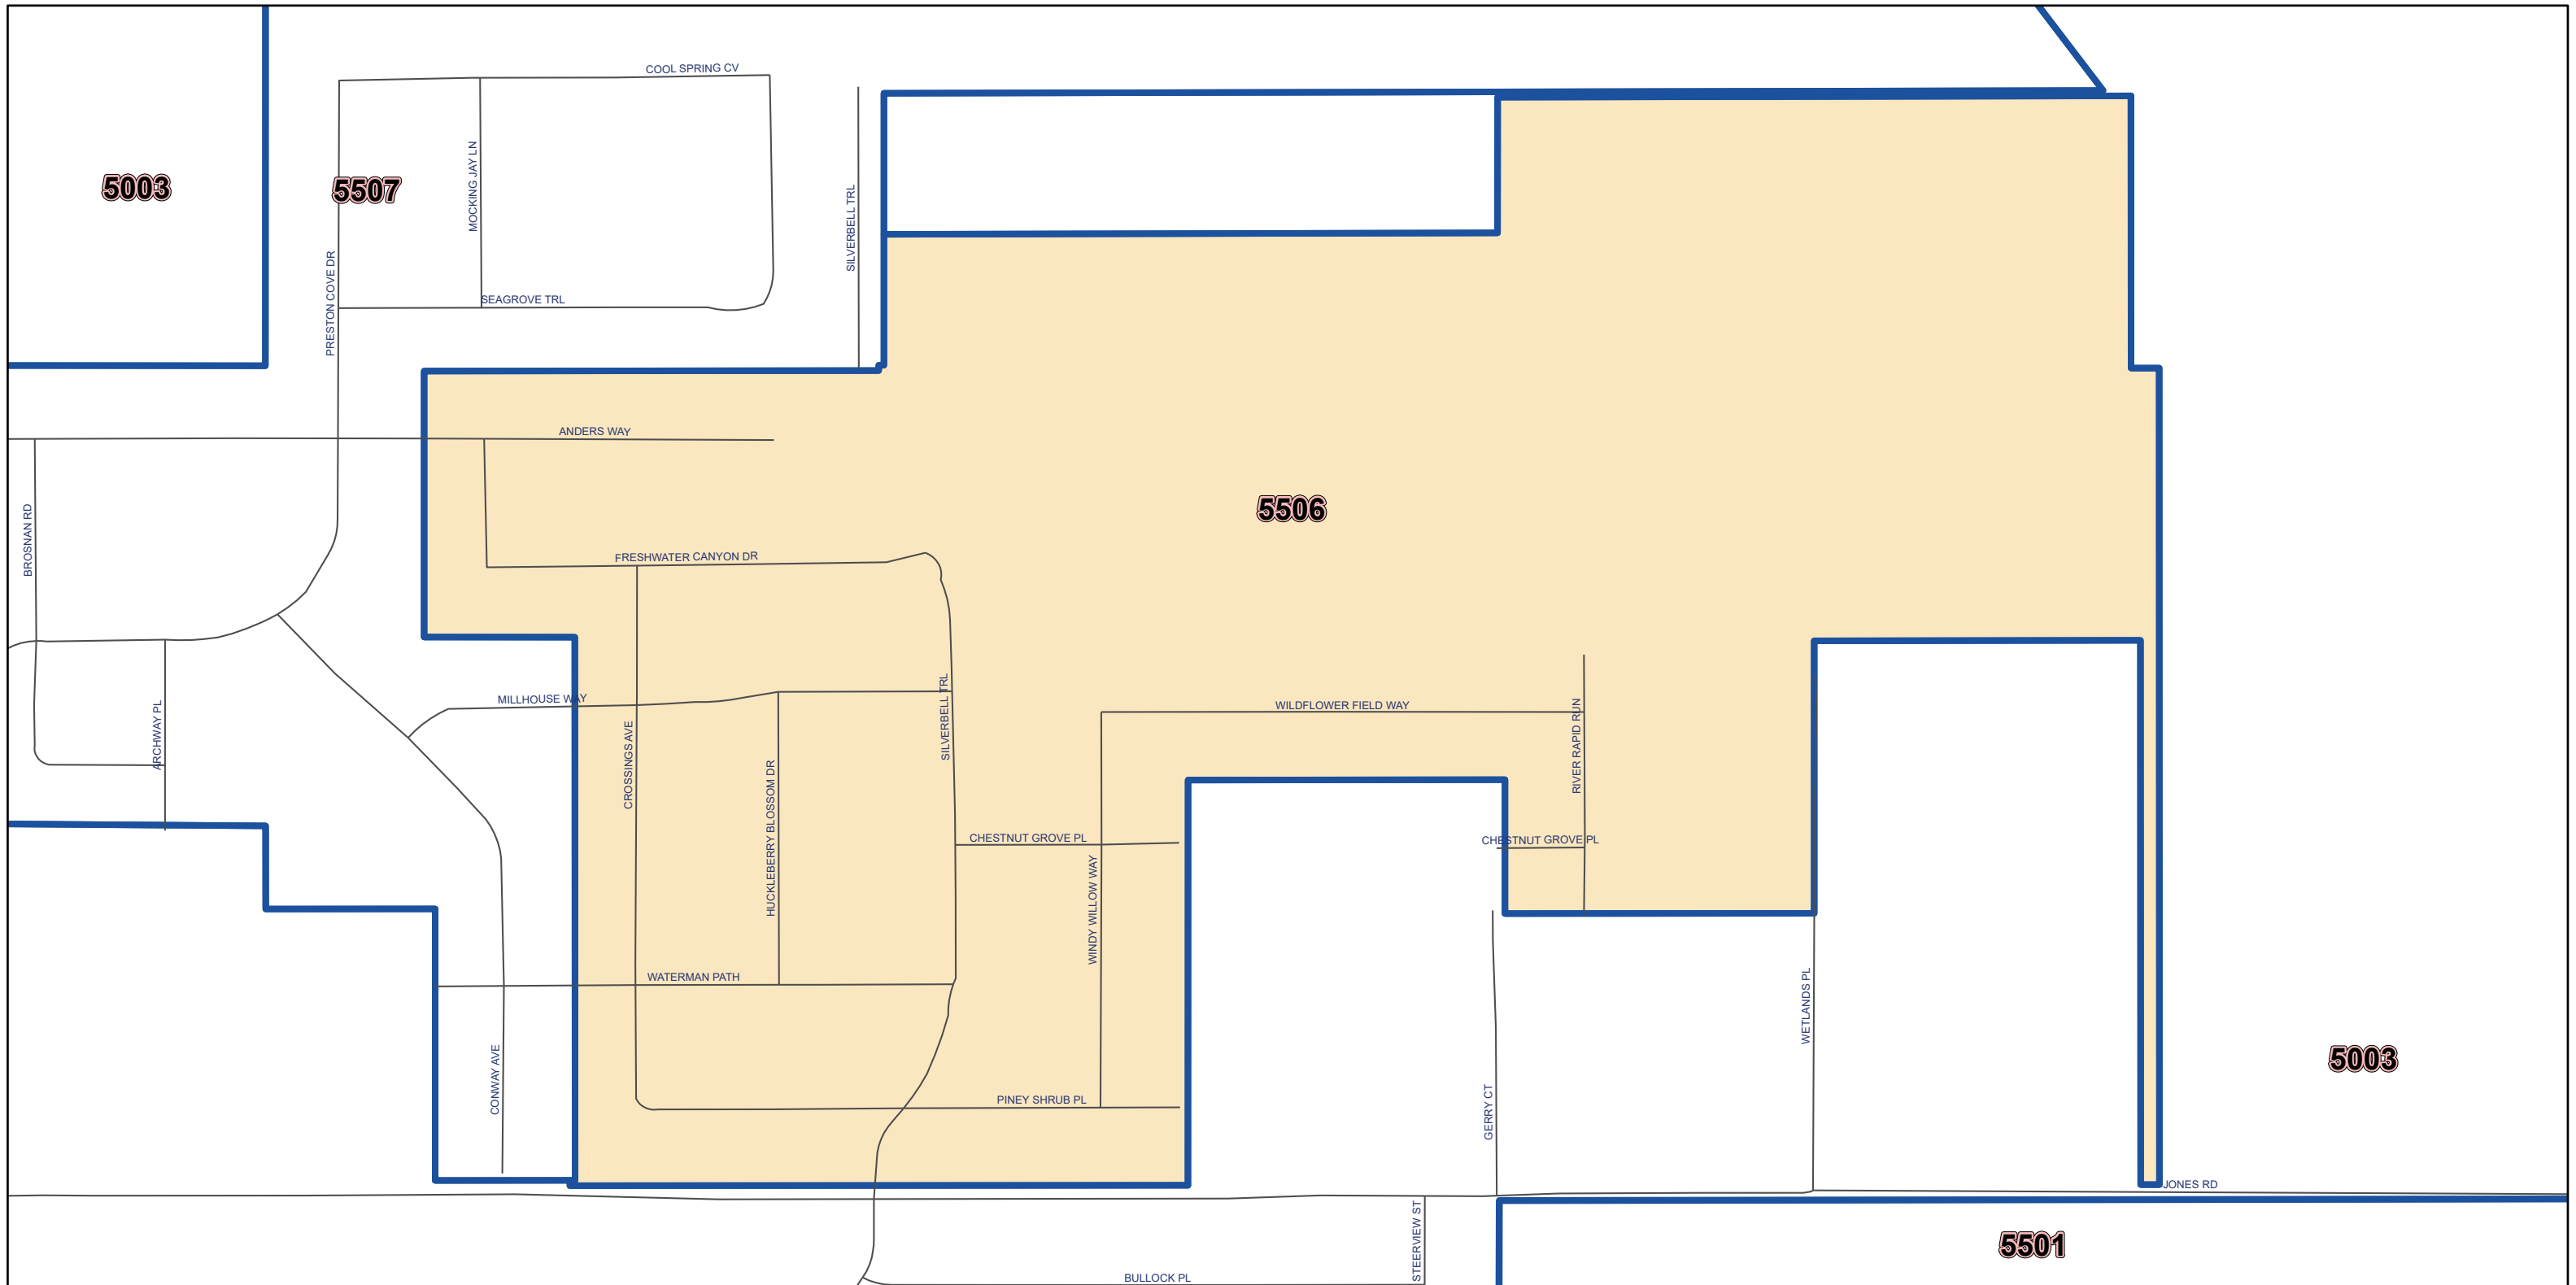 COOL SPRING CV
5003
5507
MOCKING JAY LN
SILVERBELL TRL
PRESTON COVE DR
SEAGROVE TRL
ANDERS WAY
5506
BROSNAN RD
FRESHWATER CANYON DR
MILLHOUSE WAY
SILVERBELL TRL
WILDFLOWER FIELD WAY
RIVER RAPID RUN
ARCHWAY PL
CROSSINGS AVE
HUCKLEBERRY BLOSSOM DR
CHESTNUT GROVE PL
CHESTNUT GROVE PL
WINDY WILLOW WAY
WATERMAN PATH
WETLANDS PL
CONWAY AVE
5003
PINEY SHRUB PL
GERRY CT
JONES RD
STEERVIEW ST
5501
BULLOCK PL